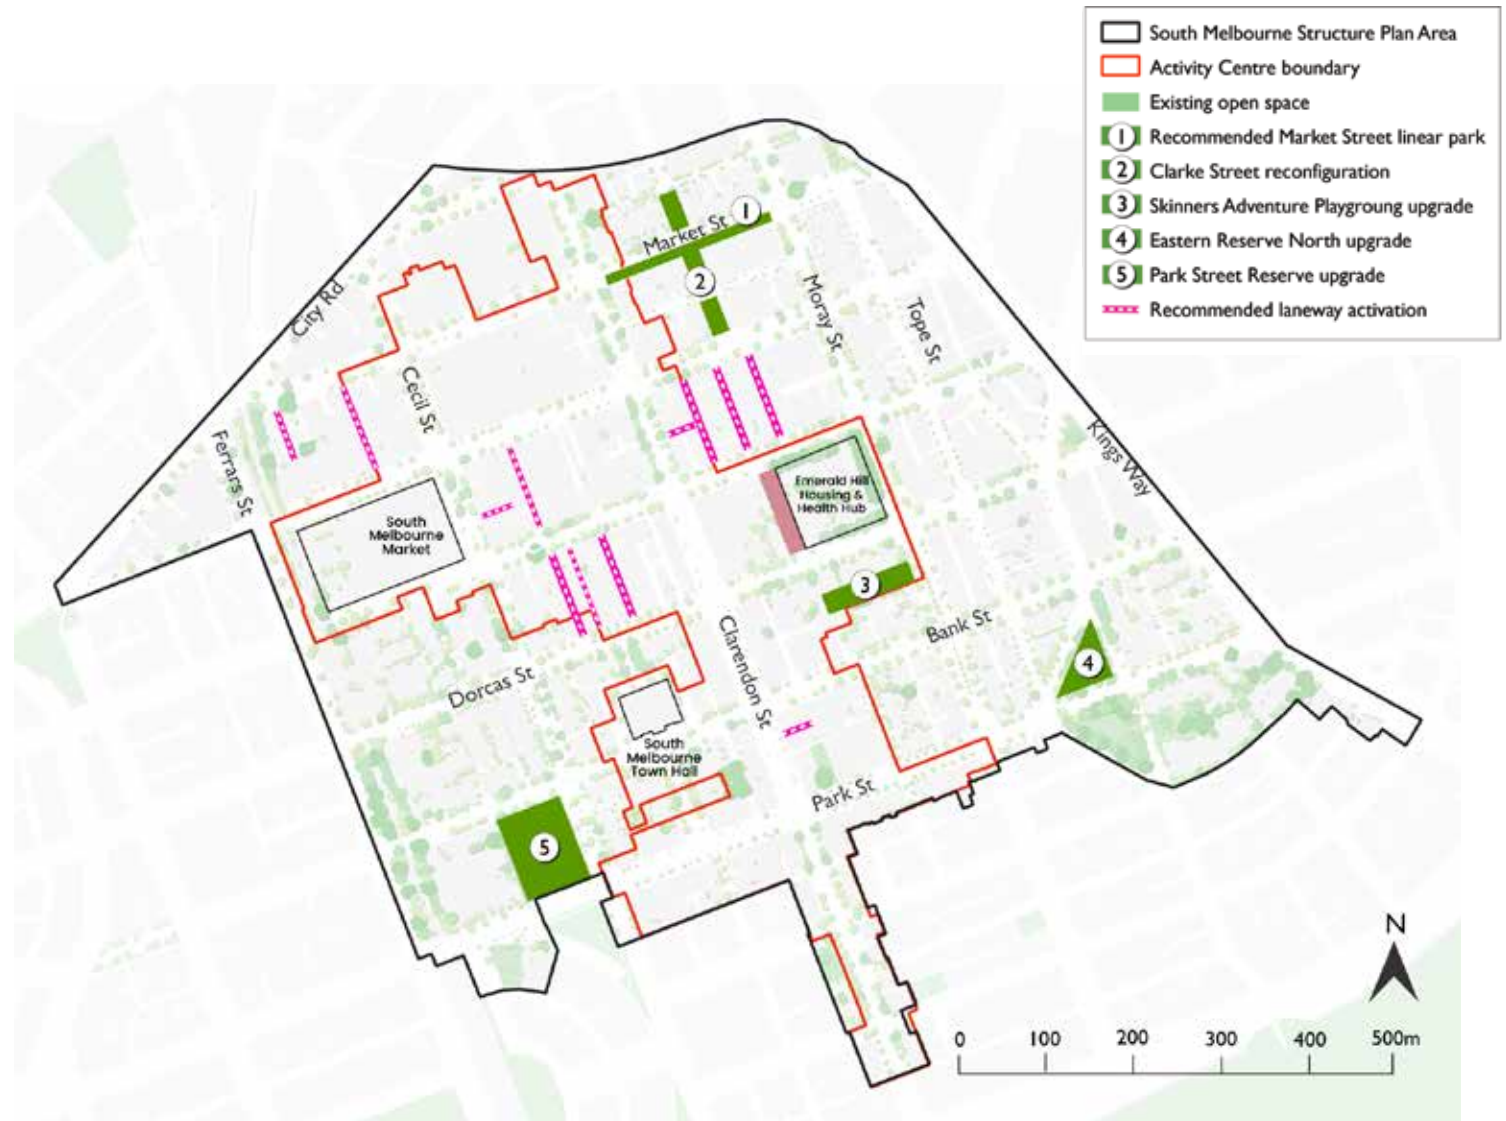 South Melbourne Structure Plan Area
Activity Centre boundary
Existing open space
1 Recommended Market Street linear park
2 Clarke Street reconfiguration
3 Skinners Adventure Playgroung upgrade
4 Eastern Reserve North upgrade
5 Park Street Reserve upgrade
Recommended laneway activation
1
Market St
2
City Rd
Moray St
Tope St
Cecil St
Ferrars St
Kings Way
Emerald Hill
Housing &
Health Hub
South
Melbourne
Market
3
Bank St
Clarendon St
4
Dorcas St
South
Melbourne
Town Hall
Park St
5
N
0 100 200 300 400 500m